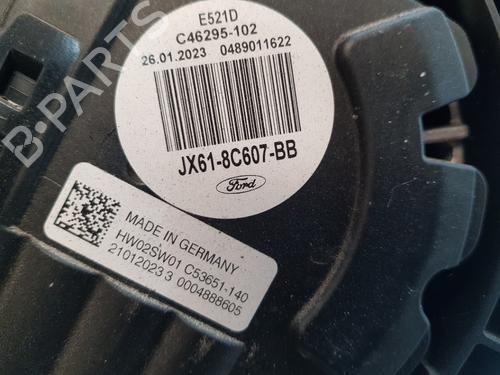 E521D
C46295-102
26.01.2023 0489011622
JX61-8C607-BB
Ford
MADE IN GERMANY
HW02SW01 C53651-140
21012023 3 0004888605
B-PARTS